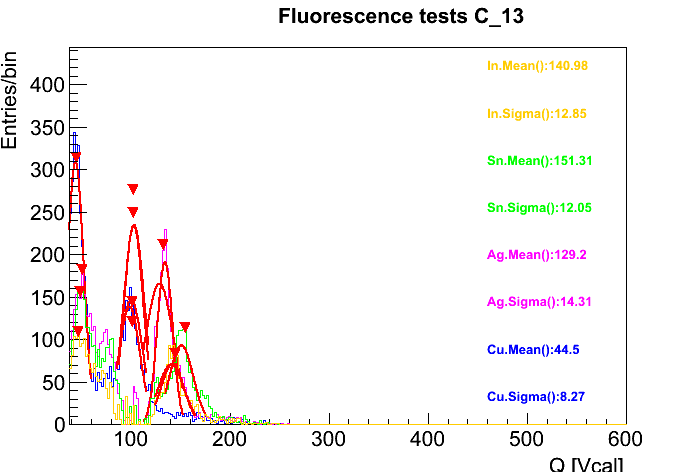 Fluorescence tests C_13
Entries/bin
400
350
300
250
200
150
100
50
0
In.Mean():140.98
In.Sigma():12.85
Sn.Mean():151.31
Sn.Sigma():12.05
Ag.Mean():129.2
Ag.Sigma():14.31
Cu.Mean():44.5
Cu.Sigma():8.27
100 200 300 400 500 600
Q [Vcal]